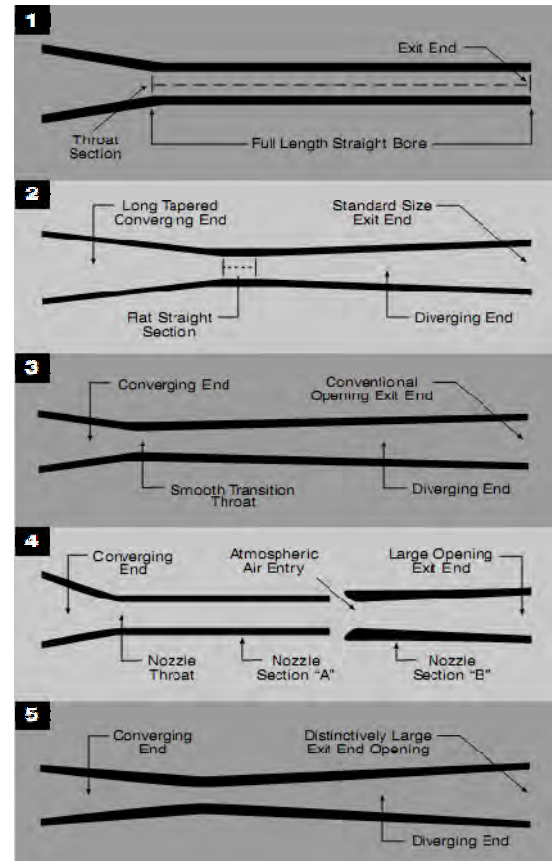 1
Exit End
Throat
Section
Full Length Straight Bore
2
Long Tapered
Converging End
Standard Size
Exit End
Flat Straight
Section
Diverging End
3
Converging End
Conventional
Opening Exit End
Smooth Transition
Throat
Diverging End
4
Converging
End
Atmospheric
Air Entry
Large Opening
Exit End
Nozzle
Throat
Nozzle
Section "A"
Nozzle
Section "B"
5
Converging
End
Distinctively Large
Exit End Opening
Diverging End